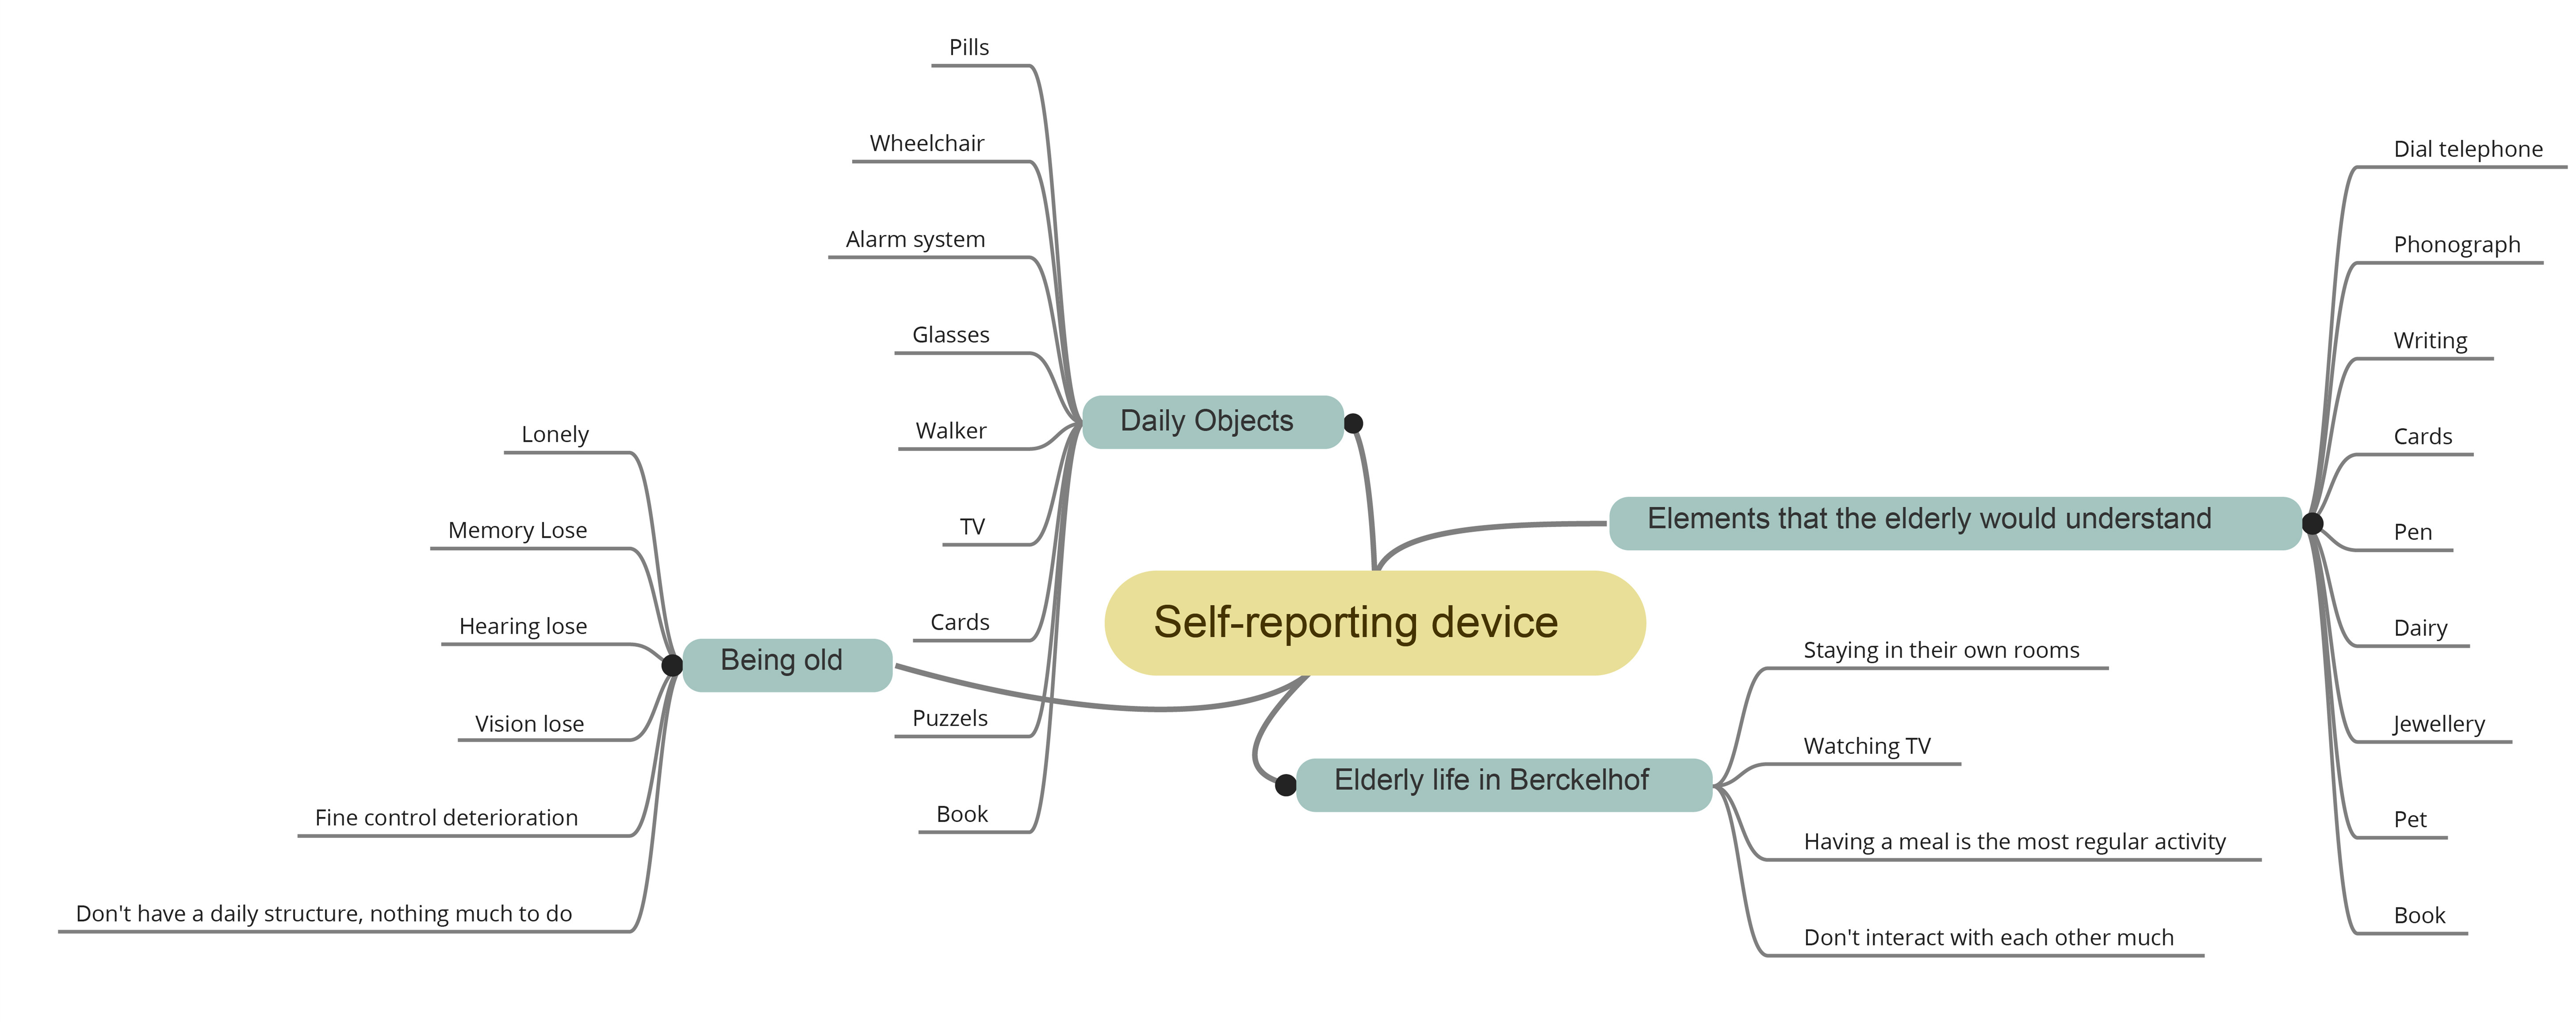 Self-reporting device
Daily Objects
Pills
Wheelchair
Alarm system
Glasses
Walker
TV
Cards
Puzzels
Book
Being old
Lonely
Memory Lose
Hearing lose
Vision lose
Fine control deterioration
Don't have a daily structure, nothing much to do
Elements that the elderly would understand
Dial telephone
Phonograph
Writing
Cards
Pen
Dairy
Jewellery
Pet
Book
Elderly life in Berckelhof
Staying in their own rooms
Watching TV
Having a meal is the most regular activity
Don't interact with each other much